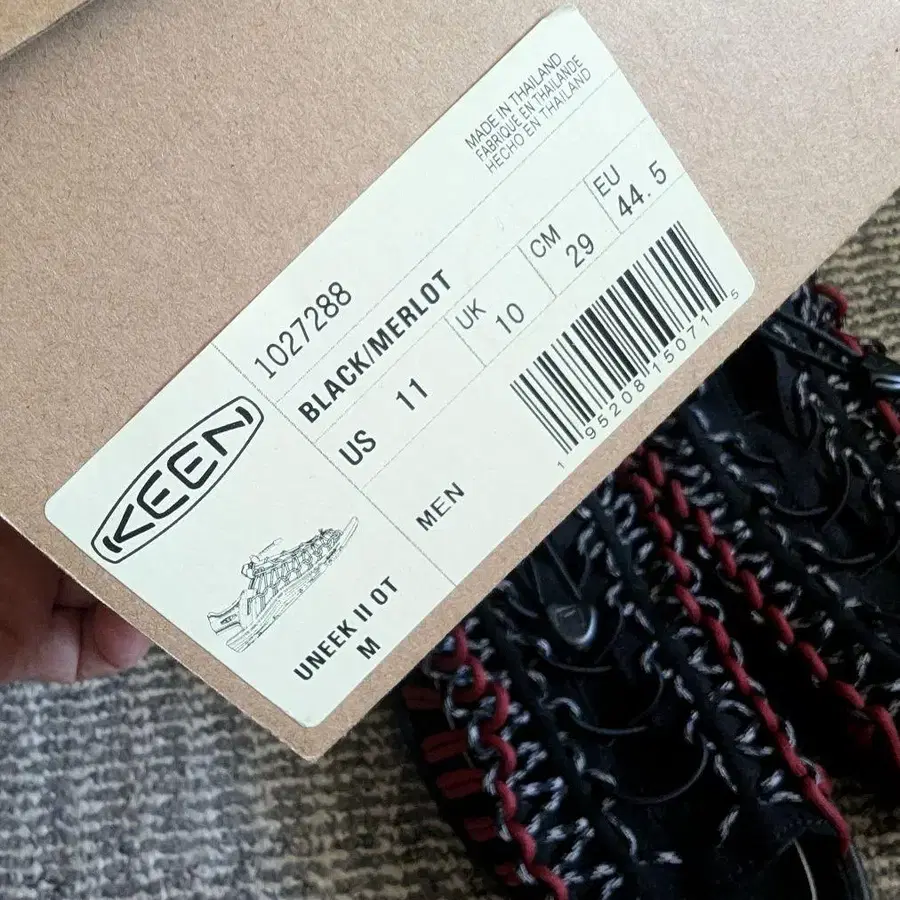 MADE IN THAILAND
FABRIQUE EN THAILANDE
HECHO EN THAILAND
1027288
BLACK/MERLOT
US 11
UK 10
CM 29
EU 44.5
MEN
1 95208 15071 5
KEEN
UNEEK II OT
M